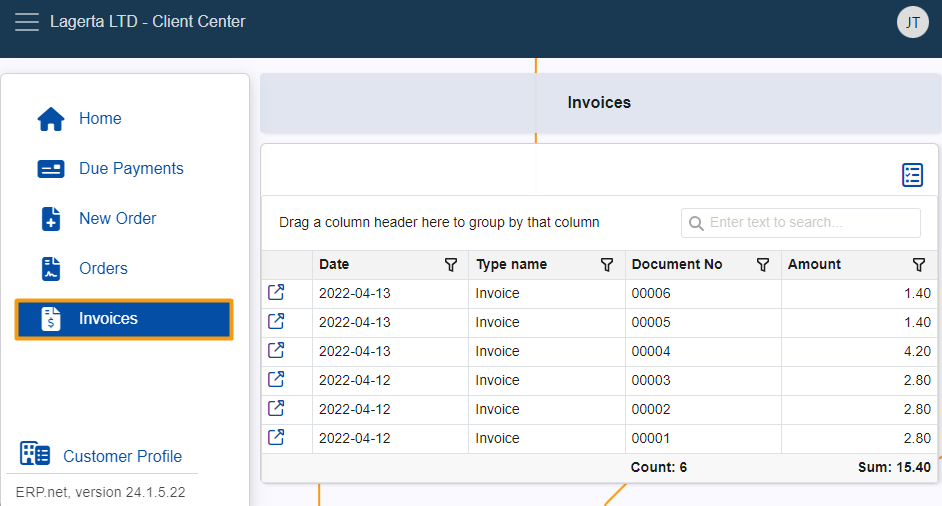 Lagerta LTD - Client Center
JT
Home
Due Payments
New Order
Orders
Invoices
Customer Profile
ERP.net, version 24.1.5.22
Invoices
Drag a column header here to group by that column
Enter text to search...
Date Type name Document No Amount
2022-04-13 Invoice 00006 1.40
2022-04-13 Invoice 00005 1.40
2022-04-13 Invoice 00004 4.20
2022-04-12 Invoice 00003 2.80
2022-04-12 Invoice 00002 2.80
2022-04-12 Invoice 00001 2.80
Count: 6 Sum: 15.40